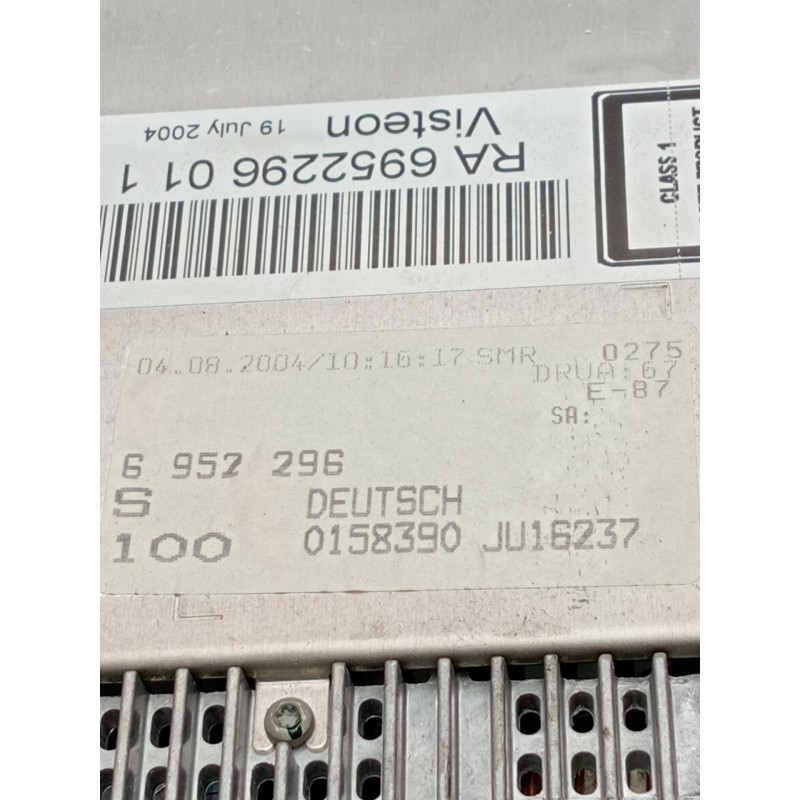 Visteon 19 July 2004
RA 6952296 01 1
CLASS 1
04.08.2004/10:16:17 SMR 0275
DRUA:67
E-87
SA:
6 952 296
S DEUTSCH
100 0158390 JU16237